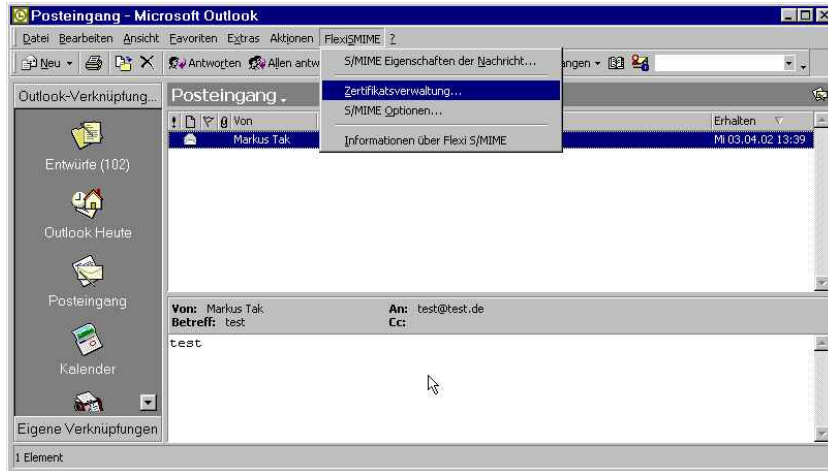 Posteingang - Microsoft Outlook
Datei Bearbeiten Ansicht Favoriten Extras Aktionen FlexiSMIME ?
Neu Antworten Allen antw
S/MIME Eigenschaften der Nachricht...
Zertifikatsverwaltung...
S/MIME Optionen...
Informationen über Flexi S/MIME
Outlook-Verknüpfung... Posteingang
Von Erhalten
Markus Tak Mi 03.04.02 13:39
Entwürfe (102)
Outlook Heute
Posteingang
Kalender
Eigene Verknüpfungen
Von: Markus Tak An: test@test.de
Betreff: test Cc:
test
1 Element